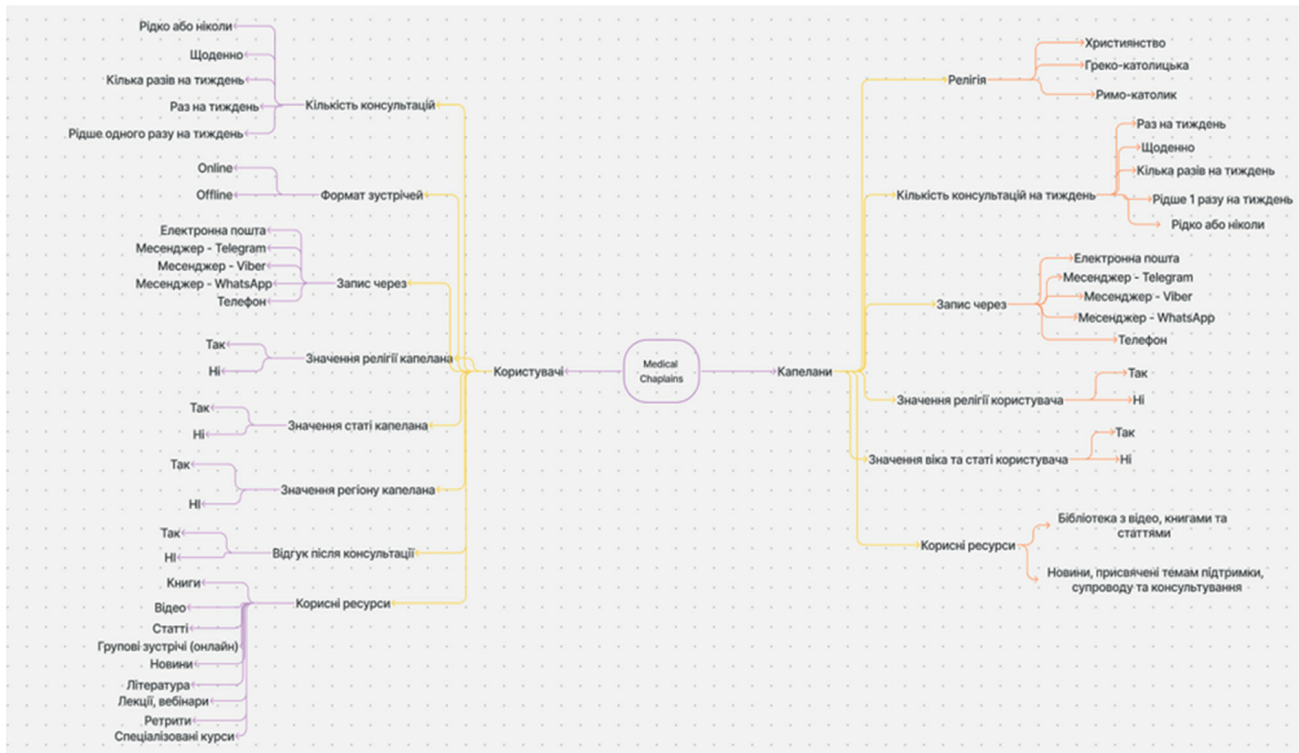 Medical
Chaplains
Користувачі
Кількість консультацій
Рідко або ніколи
Щоденно
Кілька разів на тиждень
Раз на тиждень
Рідше одного разу на тиждень
Формат зустрічей
Online
Offline
Запис через
Електронна пошта
Месенджер - Telegram
Месенджер - Viber
Месенджер - WhatsApp
Телефон
Значення релігії капелана
Так
Ні
Значення статі капелана
Так
Ні
Значення регіону капелана
Так
НІ
Відгук після консультації
Так
НІ
Корисні ресурси
Книги
Відео
Статті
Групові зустрічі (онлайн)
Новини
Література
Лекції, вебінари
Ретрити
Спеціалізовані курси
Капелани
Релігія
Християнство
Греко-католицька
Римо-католик
Кількість консультацій на тиждень
Раз на тиждень
Щоденно
Кілька разів на тиждень
Рідше 1 разу на тиждень
Рідко або ніколи
Запис через
Електронна пошта
Месенджер - Telegram
Месенджер - Viber
Месенджер - WhatsApp
Телефон
Значення релігії користувача
Так
Ні
Значення віка та статі користувача
Так
Ні
Корисні ресурси
Бібліотека з відео, книгами та
статтями
Новини, присвячені темам підтримки,
супроводу та консультування